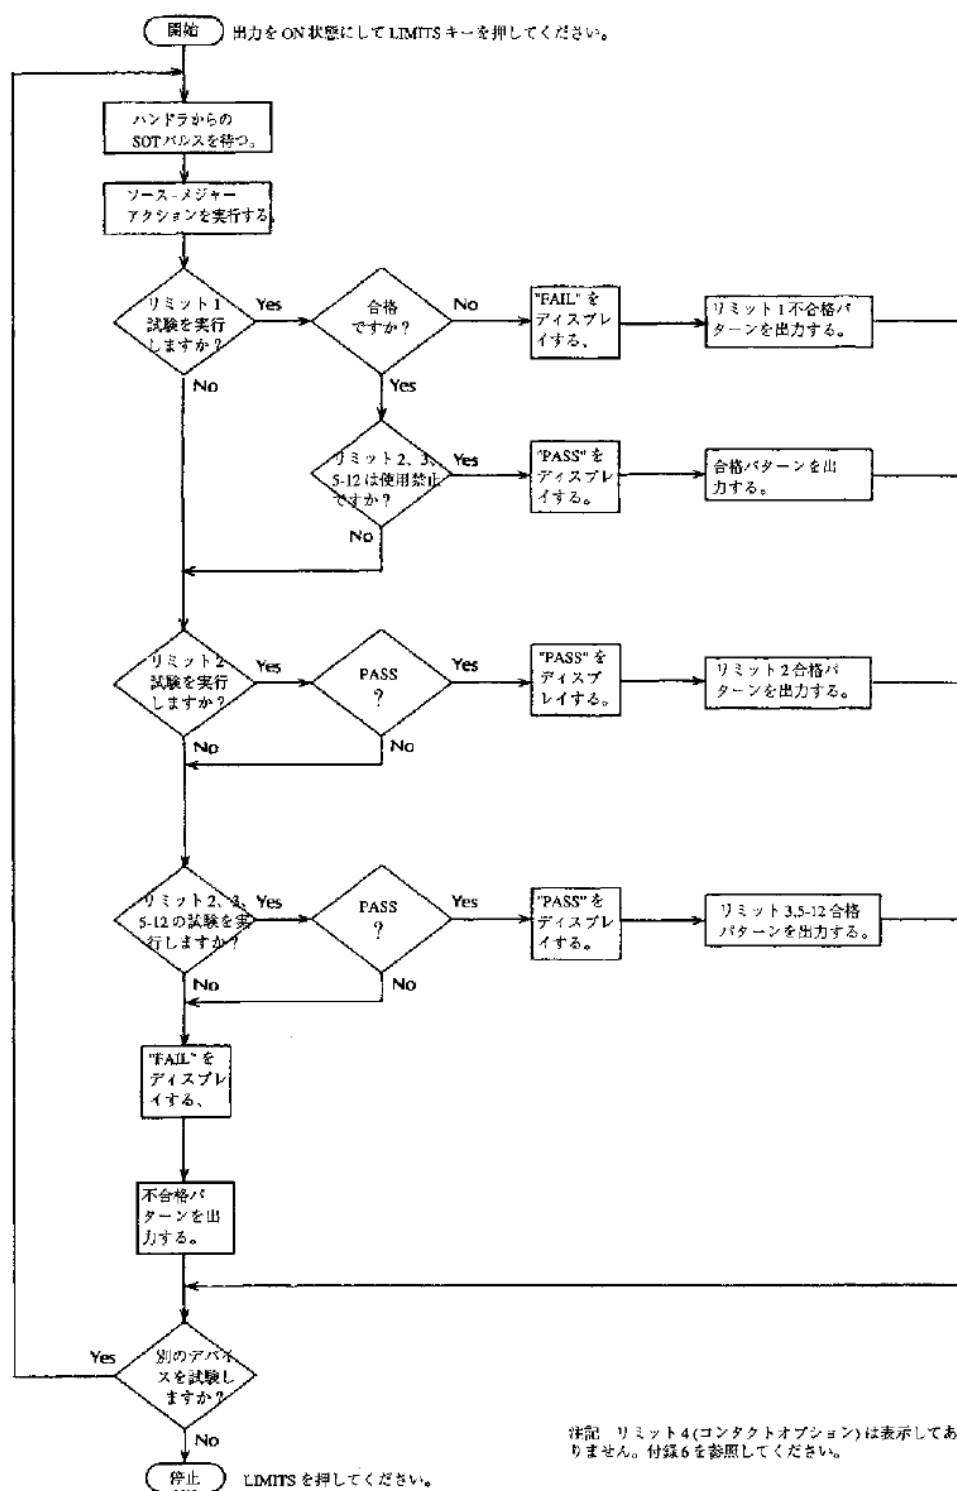 開始
出力を ON 状態にして LIMITS キーを押してください。
ハンドラからの
SOTパルスを待つ。
ソース-メジャー
アクションを実行する。
リミット1
試験を実行
しますか？
Yes
合格
ですか？
No
"FAIL" を
ディスプレ
イする、
リミット1不合格パ
ターンを出力する。
No
Yes
リミット2、3、
5-12は使用禁止
ですか？
Yes
"PASS" を
ディスプレ
イする。
合格パターンを出
力する。
No
リミット2
試験を実行
しますか？
Yes
PASS
?
Yes
"PASS" を
ディスプ
レイする。
リミット2合格パ
ターンを出力する。
No
No
リミット2、3、
5-12の試験を実
行しますか？
Yes
PASS
?
Yes
"PASS" を
ディスプレ
イする。
リミット3,5-12合格
パターンを出力する。
No
No
"FAIL" を
ディスプレ
イする、
不合格パ
ターンを出
力する。
Yes
別のデバイ
スを試験し
ますか？
No
注記 リミット4(コンタクトオプション)は表示してあ
りません。付録6を参照してください。
停止
LIMITS を押してください。